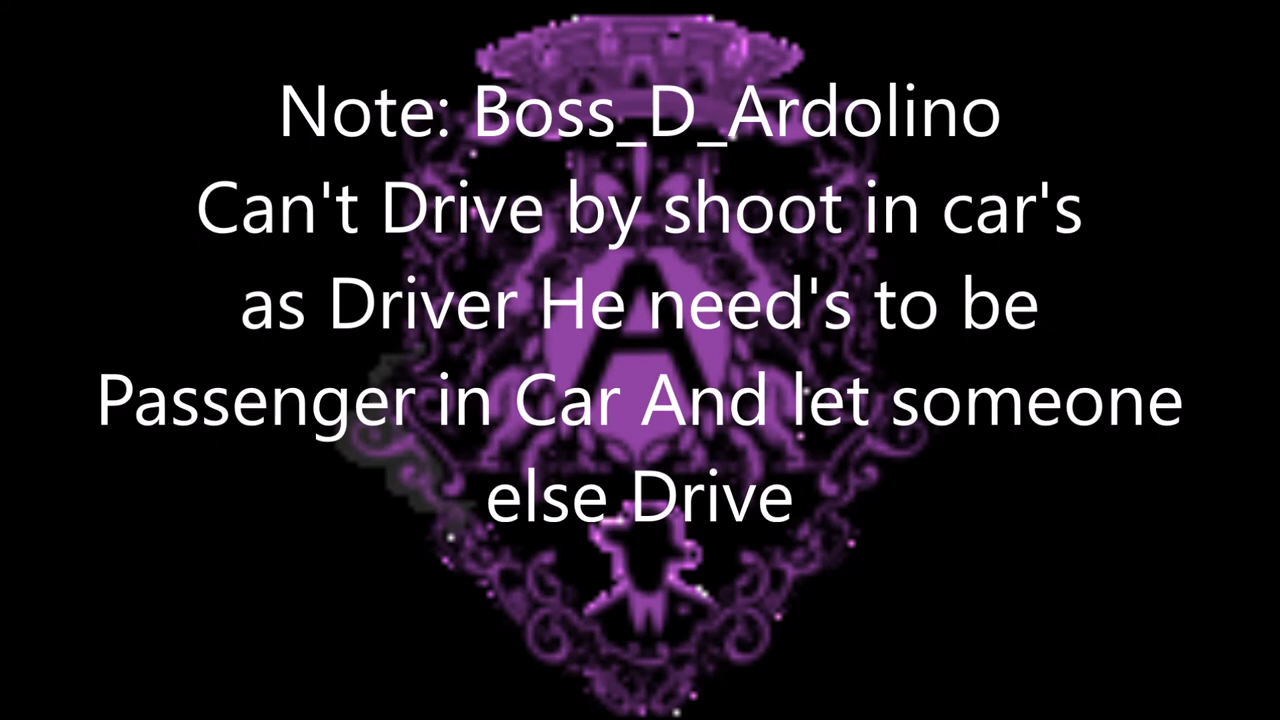 Note: Boss_D_Ardolino
Can't Drive by shoot in car's
as Driver He need's to be
Passenger in Car And let someone
else Drive
A